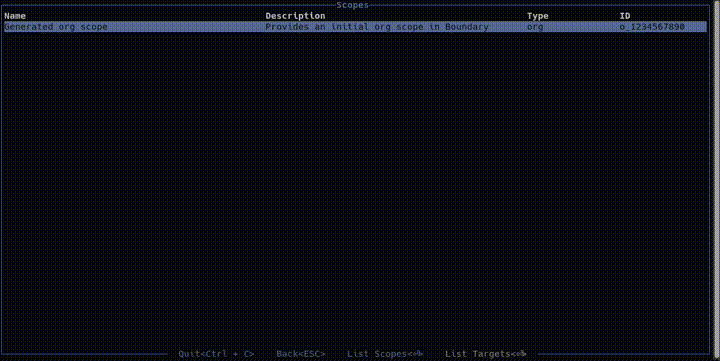 Scopes
Name Description Type ID
Generated org scope Provides an initial org scope in Boundary org o_1234567890
Quit<Ctrl + C> Back<ESC> List Scopes List Targets